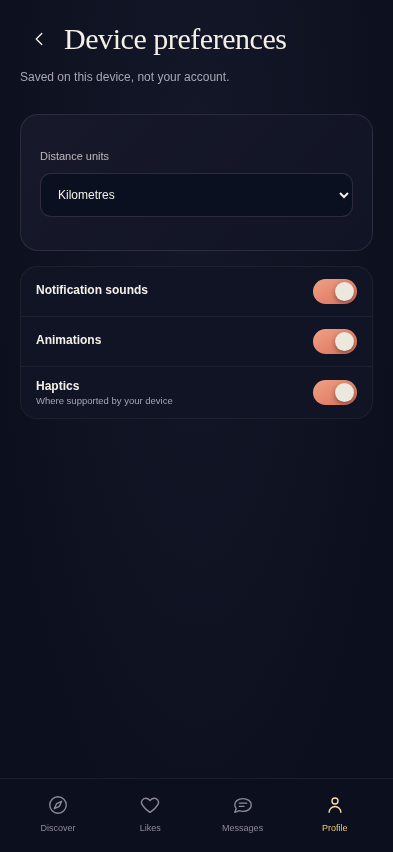 Device preferences
Saved on this device, not your account.
Distance units
Kilometres
Notification sounds
Animations
Haptics
Where supported by your device
Discover
Likes
Messages
Profile